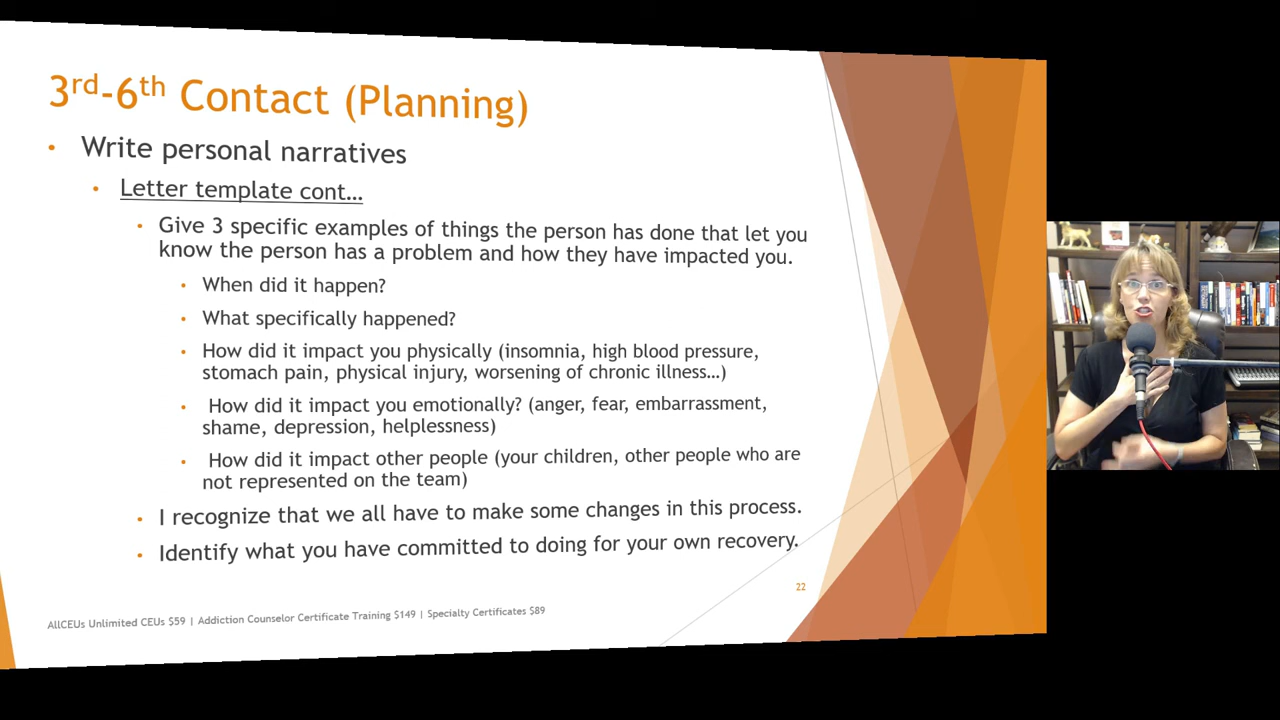 3rd-6th Contact (Planning)
• Write personal narratives
• Letter template cont…
• Give 3 specific examples of things the person has done that let you
know the person has a problem and how they have impacted you.
• When did it happen?
• What specifically happened?
• How did it impact you physically (insomnia, high blood pressure,
stomach pain, physical injury, worsening of chronic illness…)
• How did it impact you emotionally? (anger, fear, embarrassment,
shame, depression, helplessness)
• How did it impact other people (your children, other people who are
not represented on the team)
• I recognize that we all have to make some changes in this process.
• Identify what you have committed to doing for your own recovery.
22
AllCEUs Unlimited CEUs $59 | Addiction Counselor Certificate Training $149 | Specialty Certificates $89